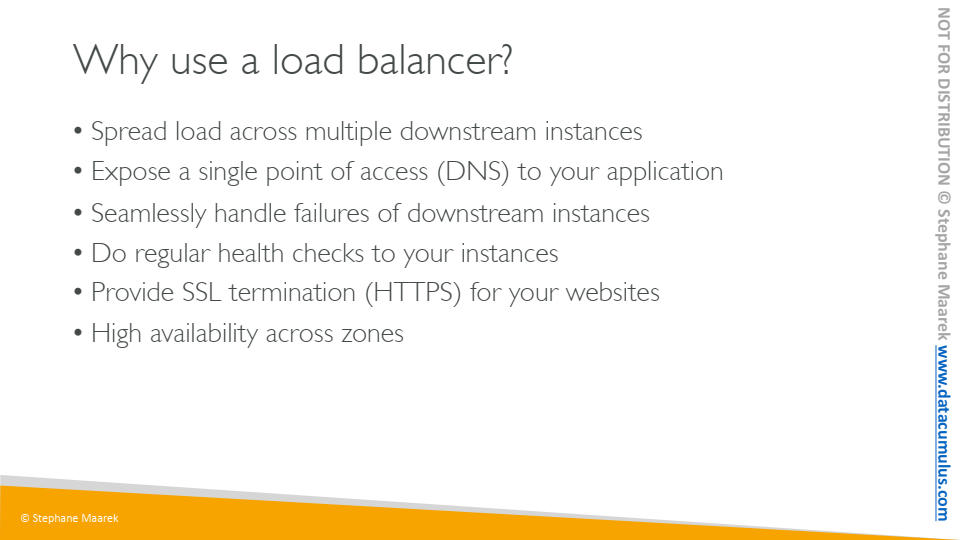 Why use a load balancer?
• Spread load across multiple downstream instances
• Expose a single point of access (DNS) to your application
• Seamlessly handle failures of downstream instances
• Do regular health checks to your instances
• Provide SSL termination (HTTPS) for your websites
• High availability across zones
© Stephane Maarek
NOT FOR DISTRIBUTION © Stephane Maarek www.datacumulus.com